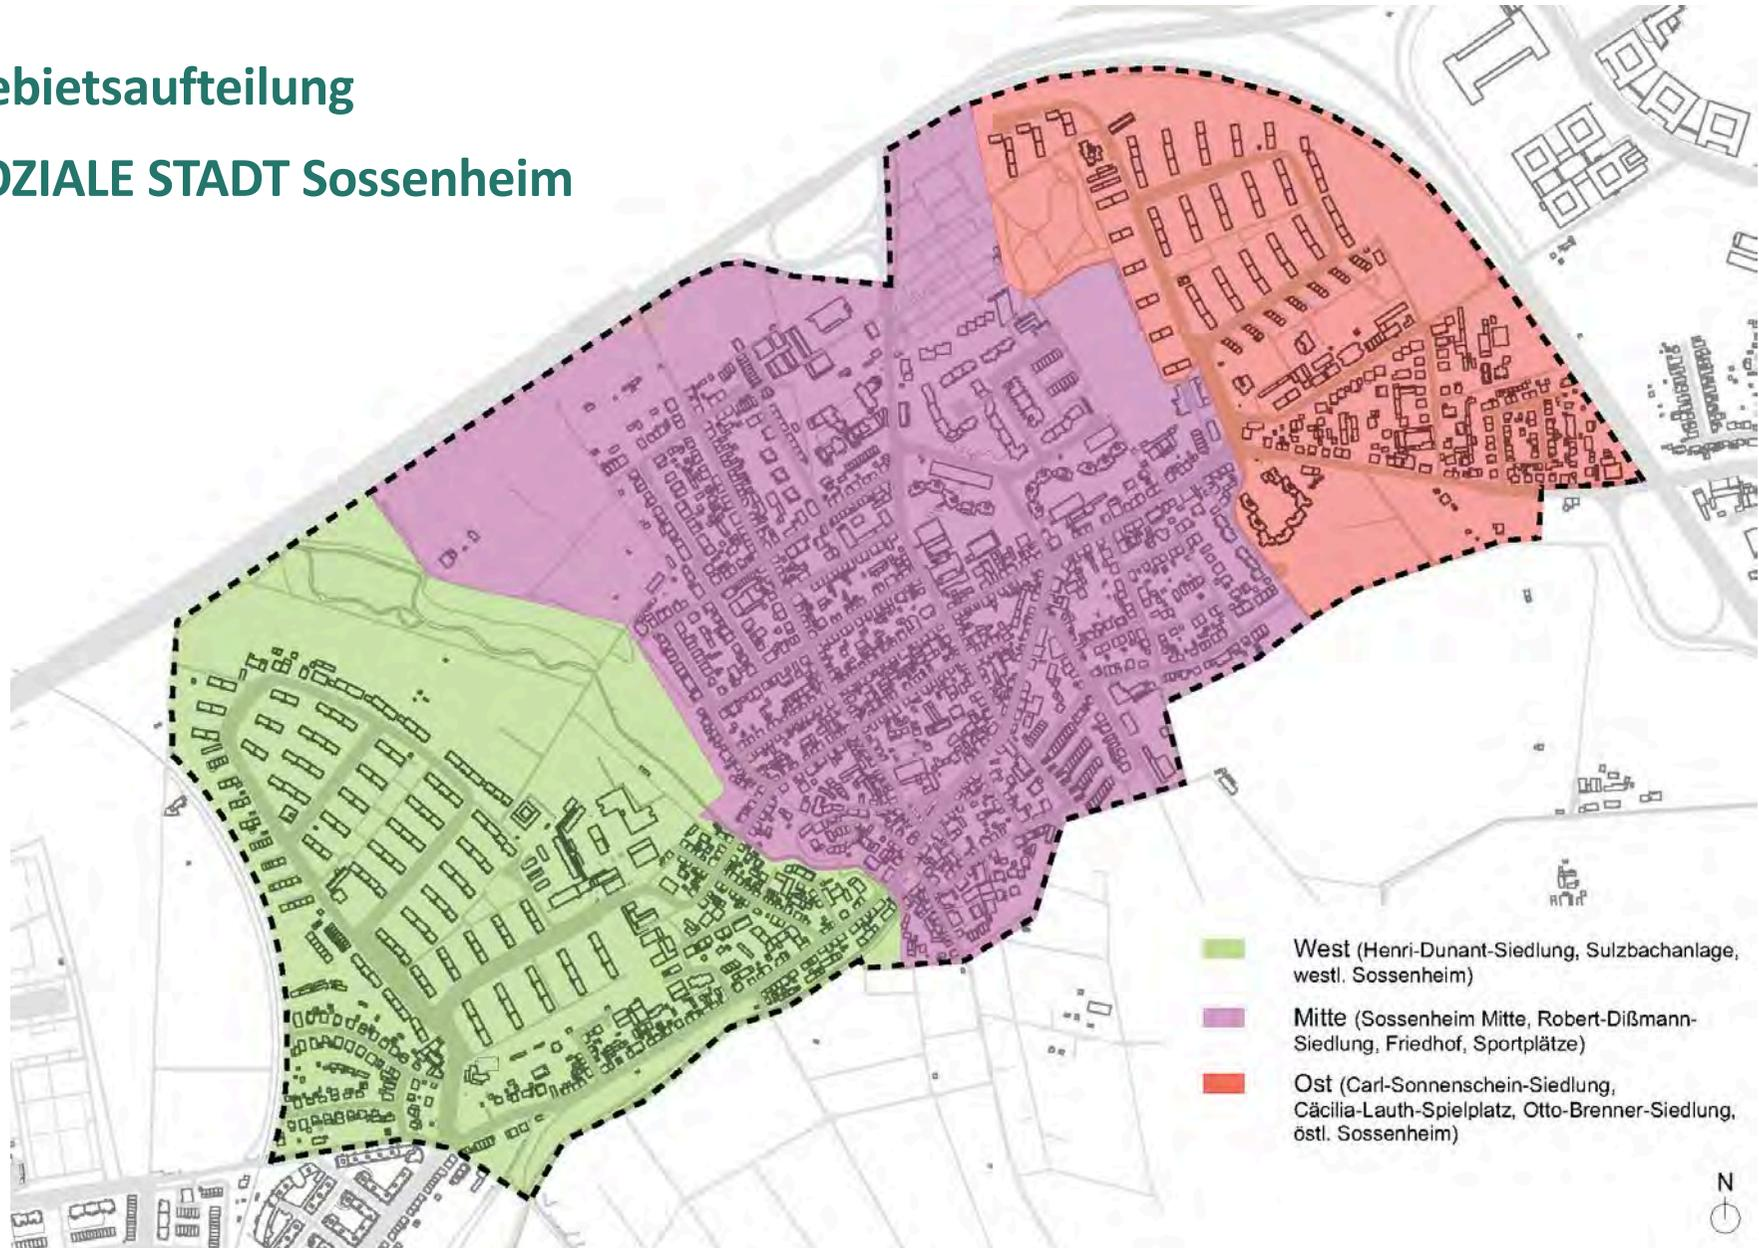 ebietsaufteilung
OZIALE STADT Sossenheim
West (Henri-Dunant-Siedlung, Sulzbachanlage,
westl. Sossenheim)
Mitte (Sossenheim Mitte, Robert-Dißmann-
Siedlung, Friedhof, Sportplätze)
Ost (Carl-Sonnenschein-Siedlung,
Cäcilia-Lauth-Spielplatz, Otto-Brenner-Siedlung,
östl. Sossenheim)
N